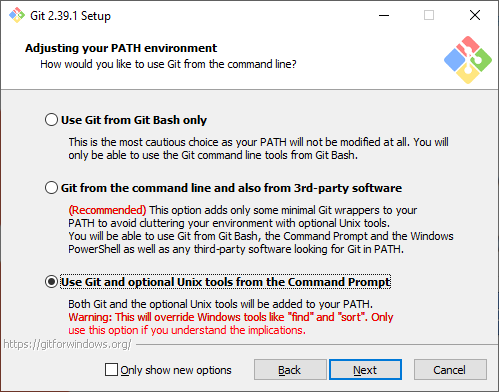 Git 2.39.1 Setup
Adjusting your PATH environment
How would you like to use Git from the command line?
Use Git from Git Bash only
This is the most cautious choice as your PATH will not be modified at all. You will
only be able to use the Git command line tools from Git Bash.
Git from the command line and also from 3rd-party software
(Recommended) This option adds only some minimal Git wrappers to your
PATH to avoid cluttering your environment with optional Unix tools.
You will be able to use Git from Git Bash, the Command Prompt and the Windows
PowerShell as well as any third-party software looking for Git in PATH.
Use Git and optional Unix tools from the Command Prompt
Both Git and the optional Unix tools will be added to your PATH.
Warning: This will override Windows tools like "find" and "sort". Only
use this option if you understand the implications.
https://gitforwindows.org/
Only show new options Back Next Cancel